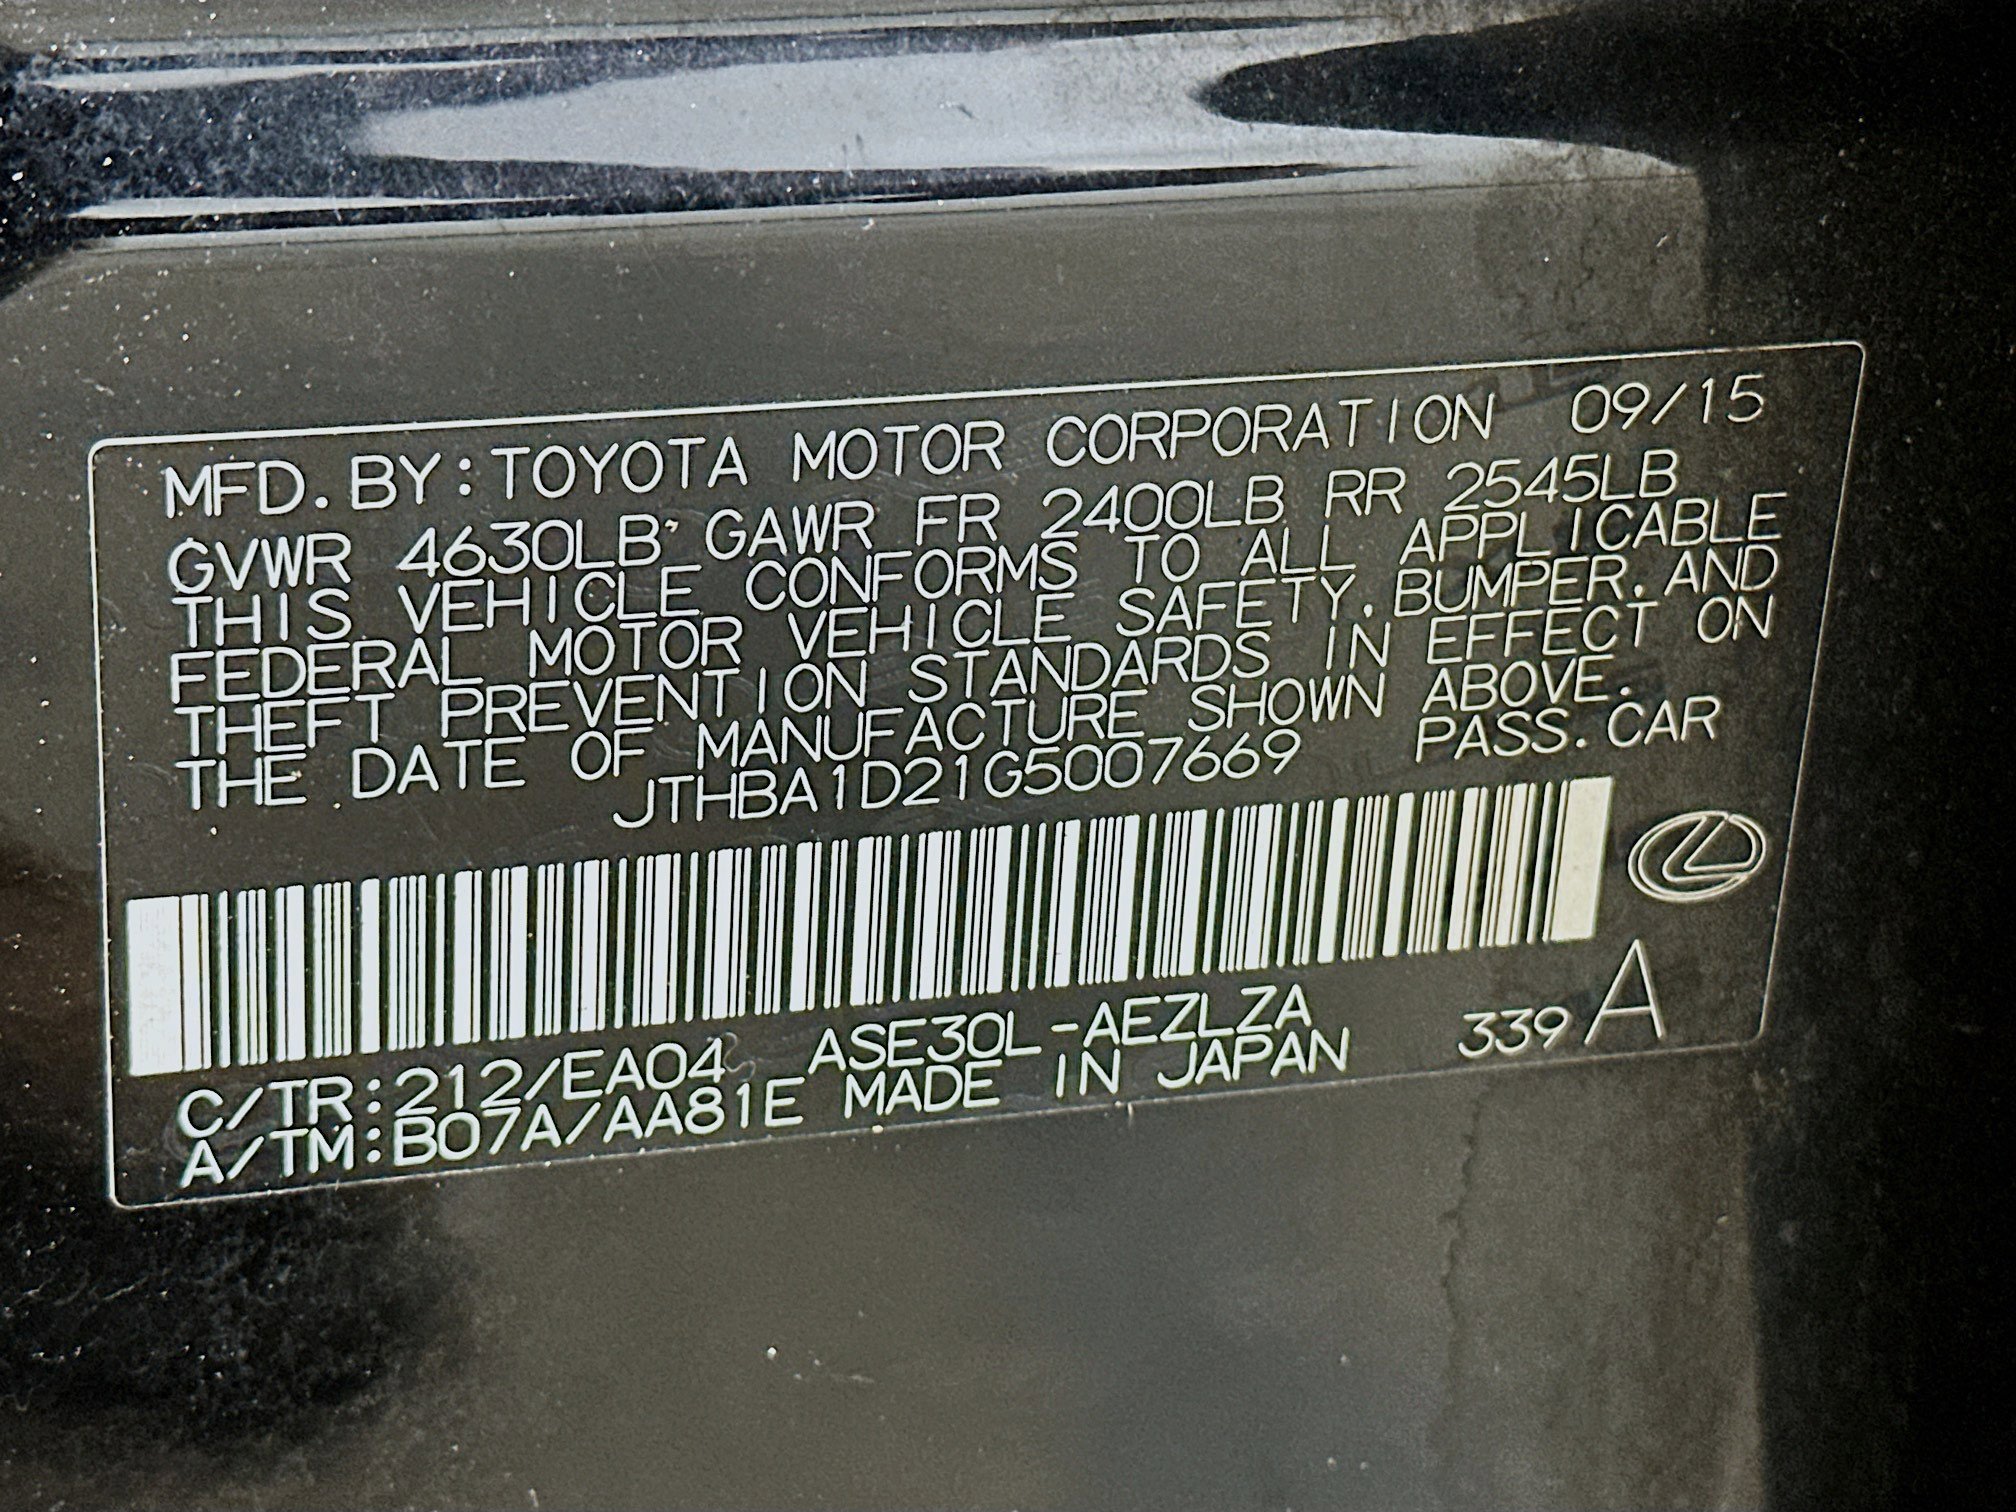 MFD. BY: TOYOTA MOTOR CORPORATION 09/15
GVWR 4630LB GAWR FR 2400LB RR 2545LB
THIS VEHICLE CONFORMS TO ALL APPLICABLE
FEDERAL MOTOR VEHICLE SAFETY, BUMPER, AND
THEFT PREVENTION STANDARDS IN EFFECT ON
THE DATE OF MANUFACTURE SHOWN ABOVE.
JTHBA1D21G5007669 PASS. CAR
C/TR: 212/EA04 ASE30L-AEZLZA 339 A
A/TM: B07A/AA81E MADE IN JAPAN